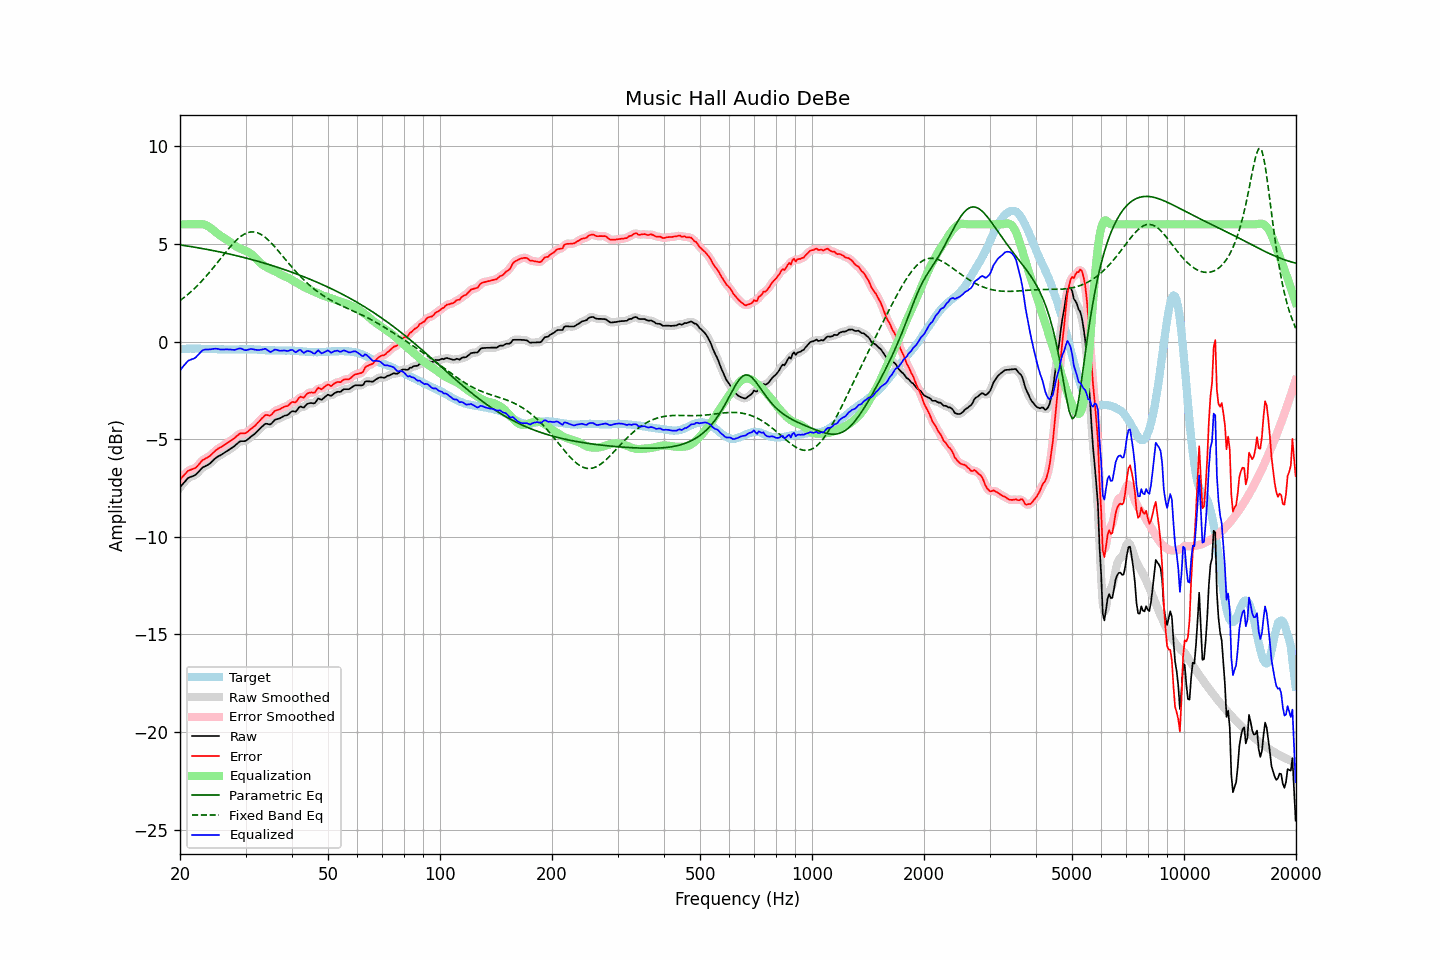 Music Hall Audio DeBe
Amplitude (dBr)
10
5
0
−5
−10
−15
−20
−25
Target
Raw Smoothed
Error Smoothed
Raw
Error
Equalization
Parametric Eq
Fixed Band Eq
Equalized
20 50 100 200 500 1000 2000 5000 10000 20000
Frequency (Hz)